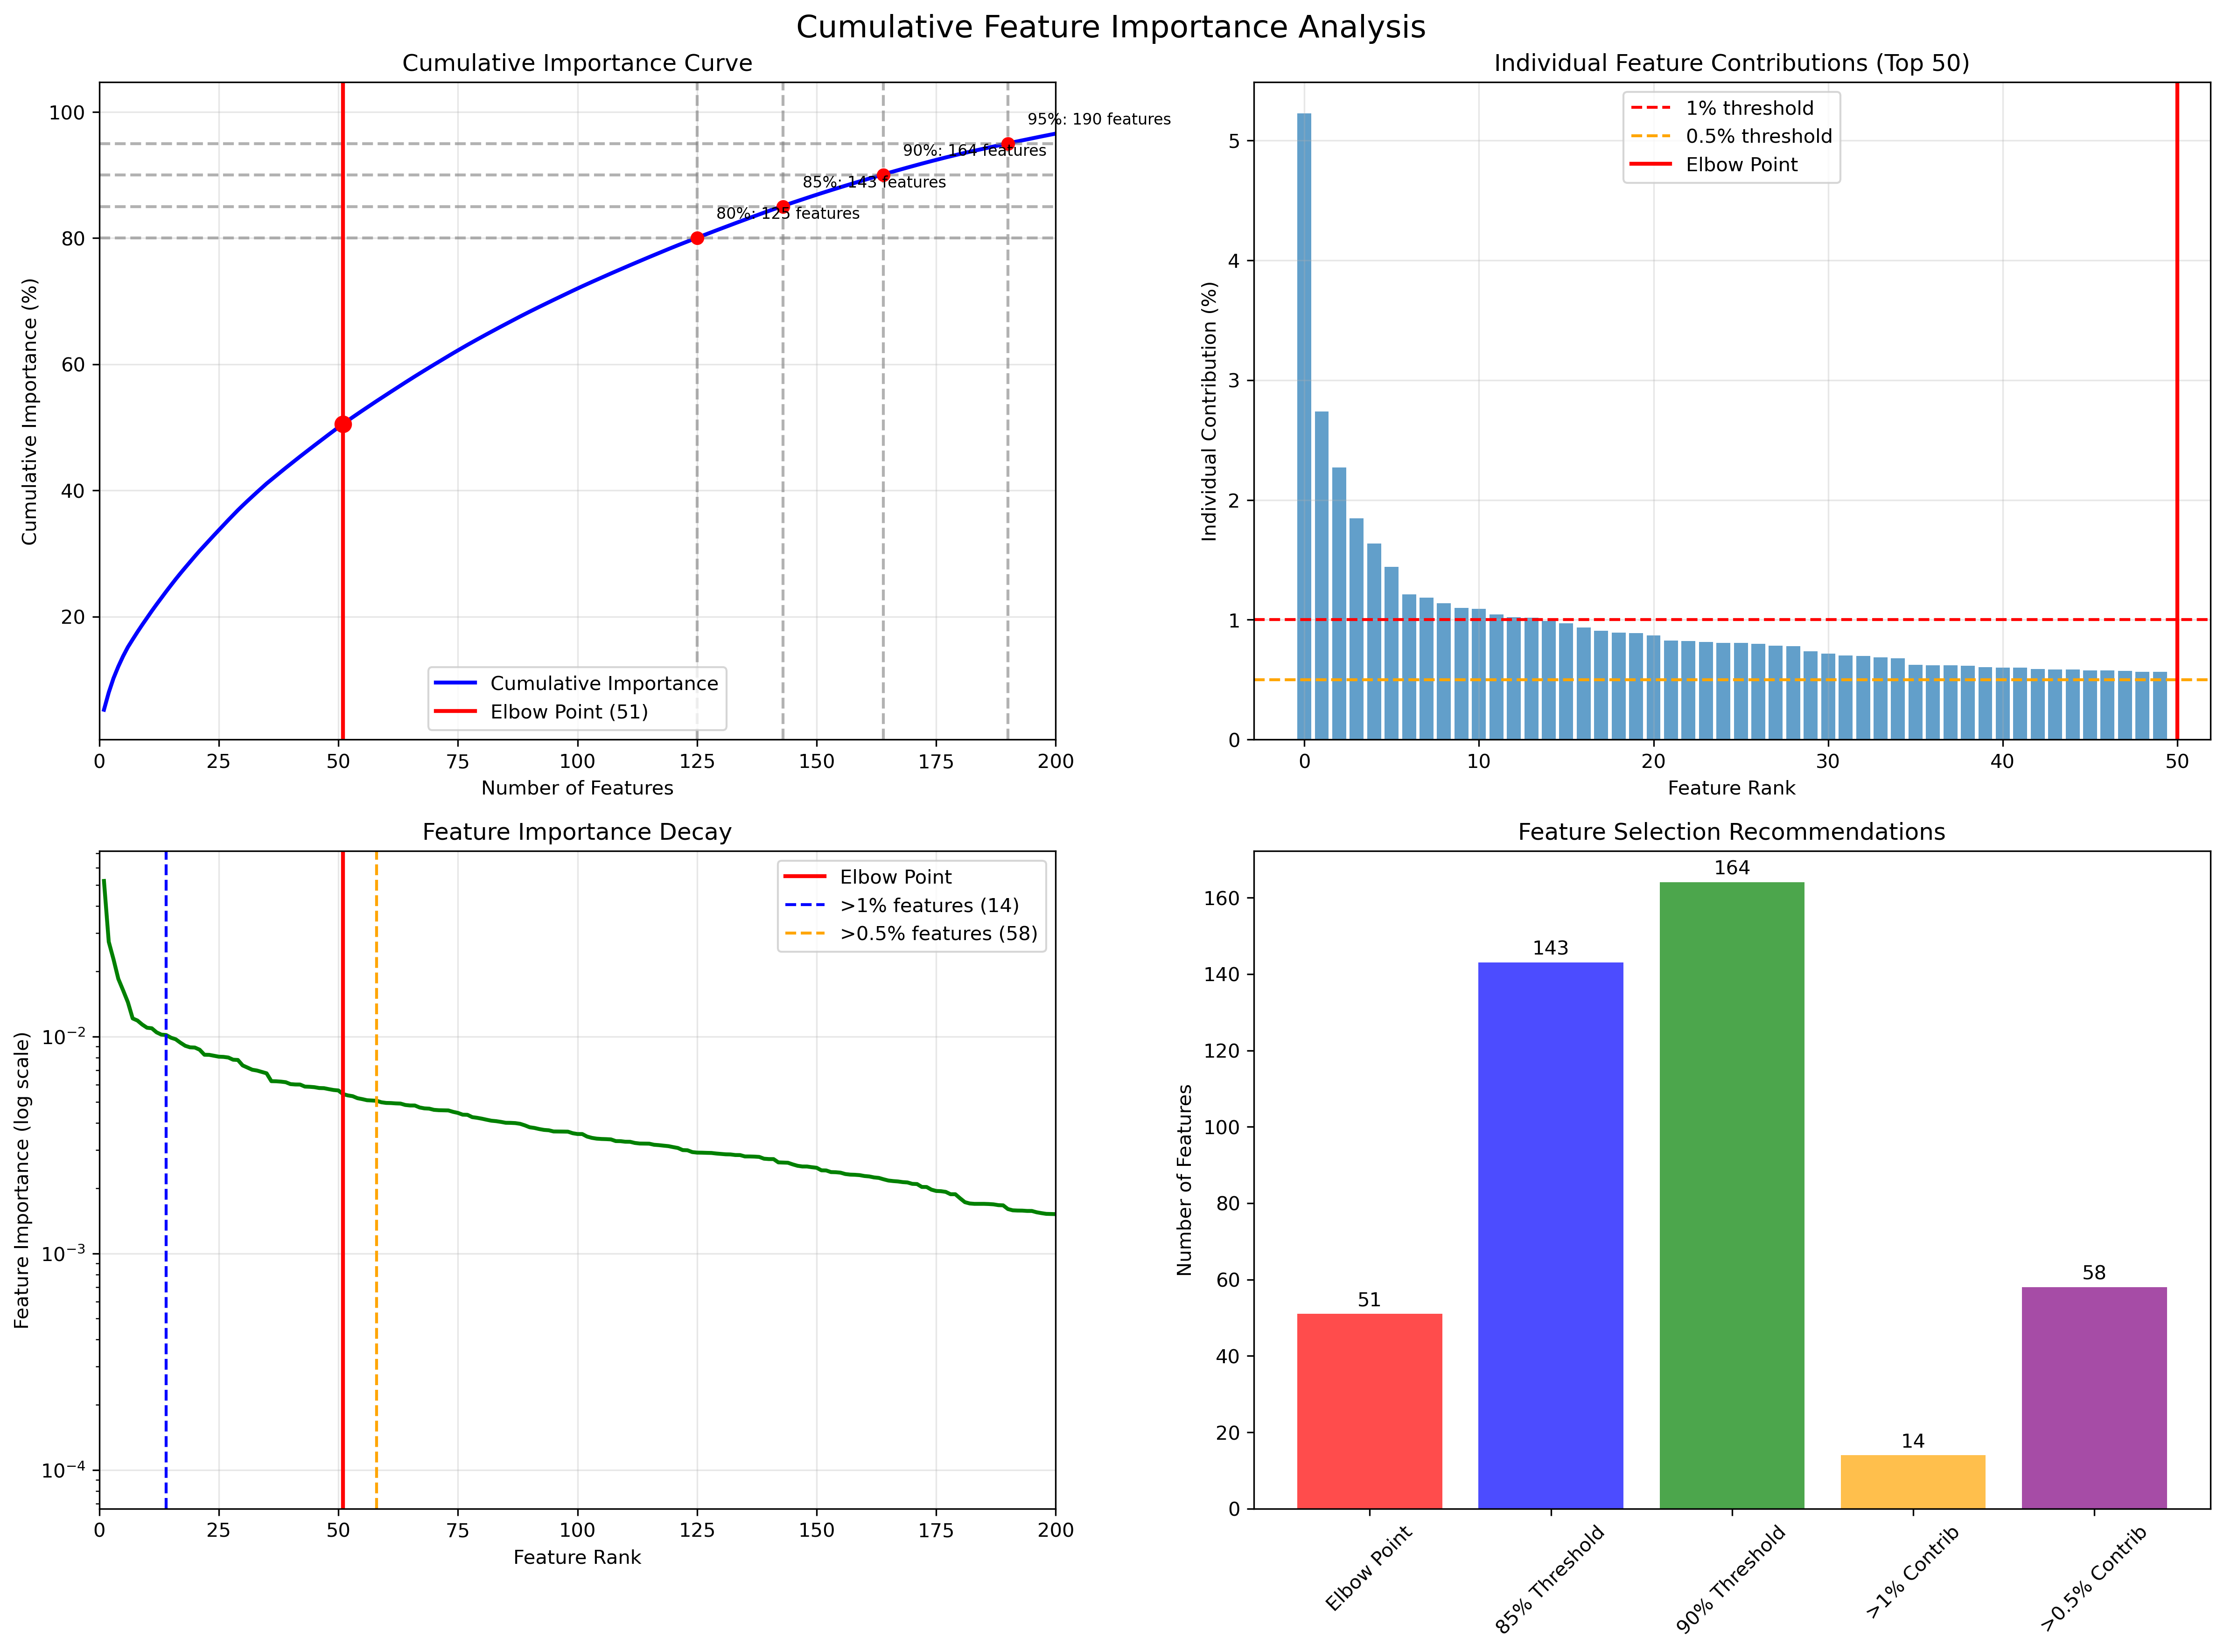 Cumulative Feature Importance Analysis
Cumulative Importance Curve
Cumulative Importance (%)
100
80
60
40
20
95%: 190 features
90%: 164 features
85%: 143 features
80%: 125 features
Cumulative Importance
Elbow Point (51)
0 25 50 75 100 125 150 175 200
Number of Features
Individual Feature Contributions (Top 50)
Individual Contribution (%)
5
4
3
2
1
0
1% threshold
0.5% threshold
Elbow Point
0 10 20 30 40 50
Feature Rank
Feature Importance Decay
Feature Importance (log scale)
10⁻²
10⁻³
10⁻⁴
Elbow Point
>1% features (14)
>0.5% features (58)
0 25 50 75 100 125 150 175 200
Feature Rank
Feature Selection Recommendations
Number of Features
160
140
120
100
80
60
40
20
0
51
143
164
14
58
Elbow Point
85% Threshold
90% Threshold
>1% Contrib
>0.5% Contrib